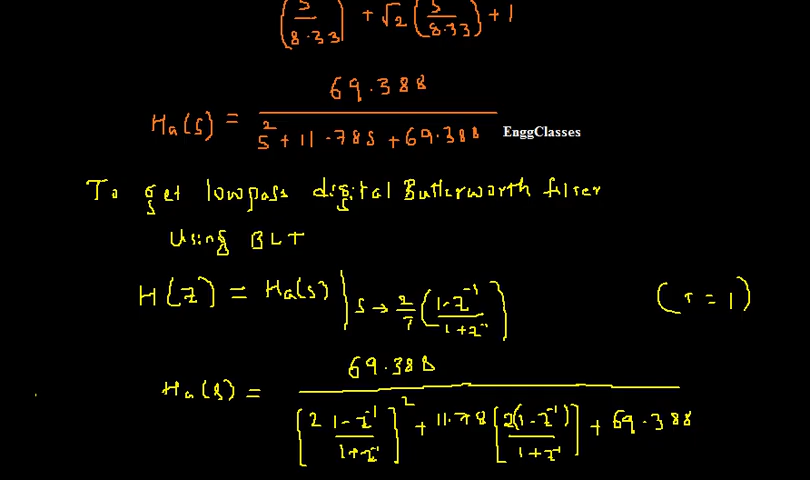 (S/8.33) + √2 (S/8.33) + 1
Ha(s) = 69.388 / (S² + 11.78S + 69.388)
EnggClasses
To get lowpass digital Butterworth filter
Using BLT
H(Z) = Ha(s) | S → 2/T (1-Z⁻¹ / 1+Z⁻¹) (T = 1)
Ha(s) = 69.388 / ([2 1-Z⁻¹ / 1+Z⁻¹]² + 11.78 [2(1-Z⁻¹) / 1+Z⁻¹] + 69.388)